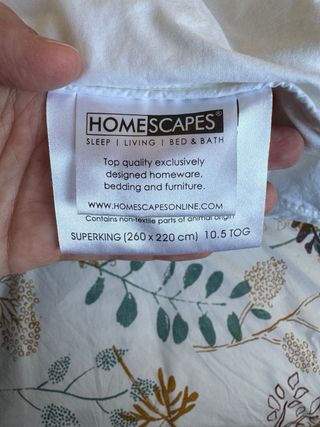 HOMESCAPES®
SLEEP | LIVING | BED & BATH
Top quality exclusively
designed homeware,
bedding and furniture.
WWW.HOMESCAPESONLINE.COM
Contains non-textile parts of animal origin
SUPERKING (260 x 220 cm) 10.5 TOG